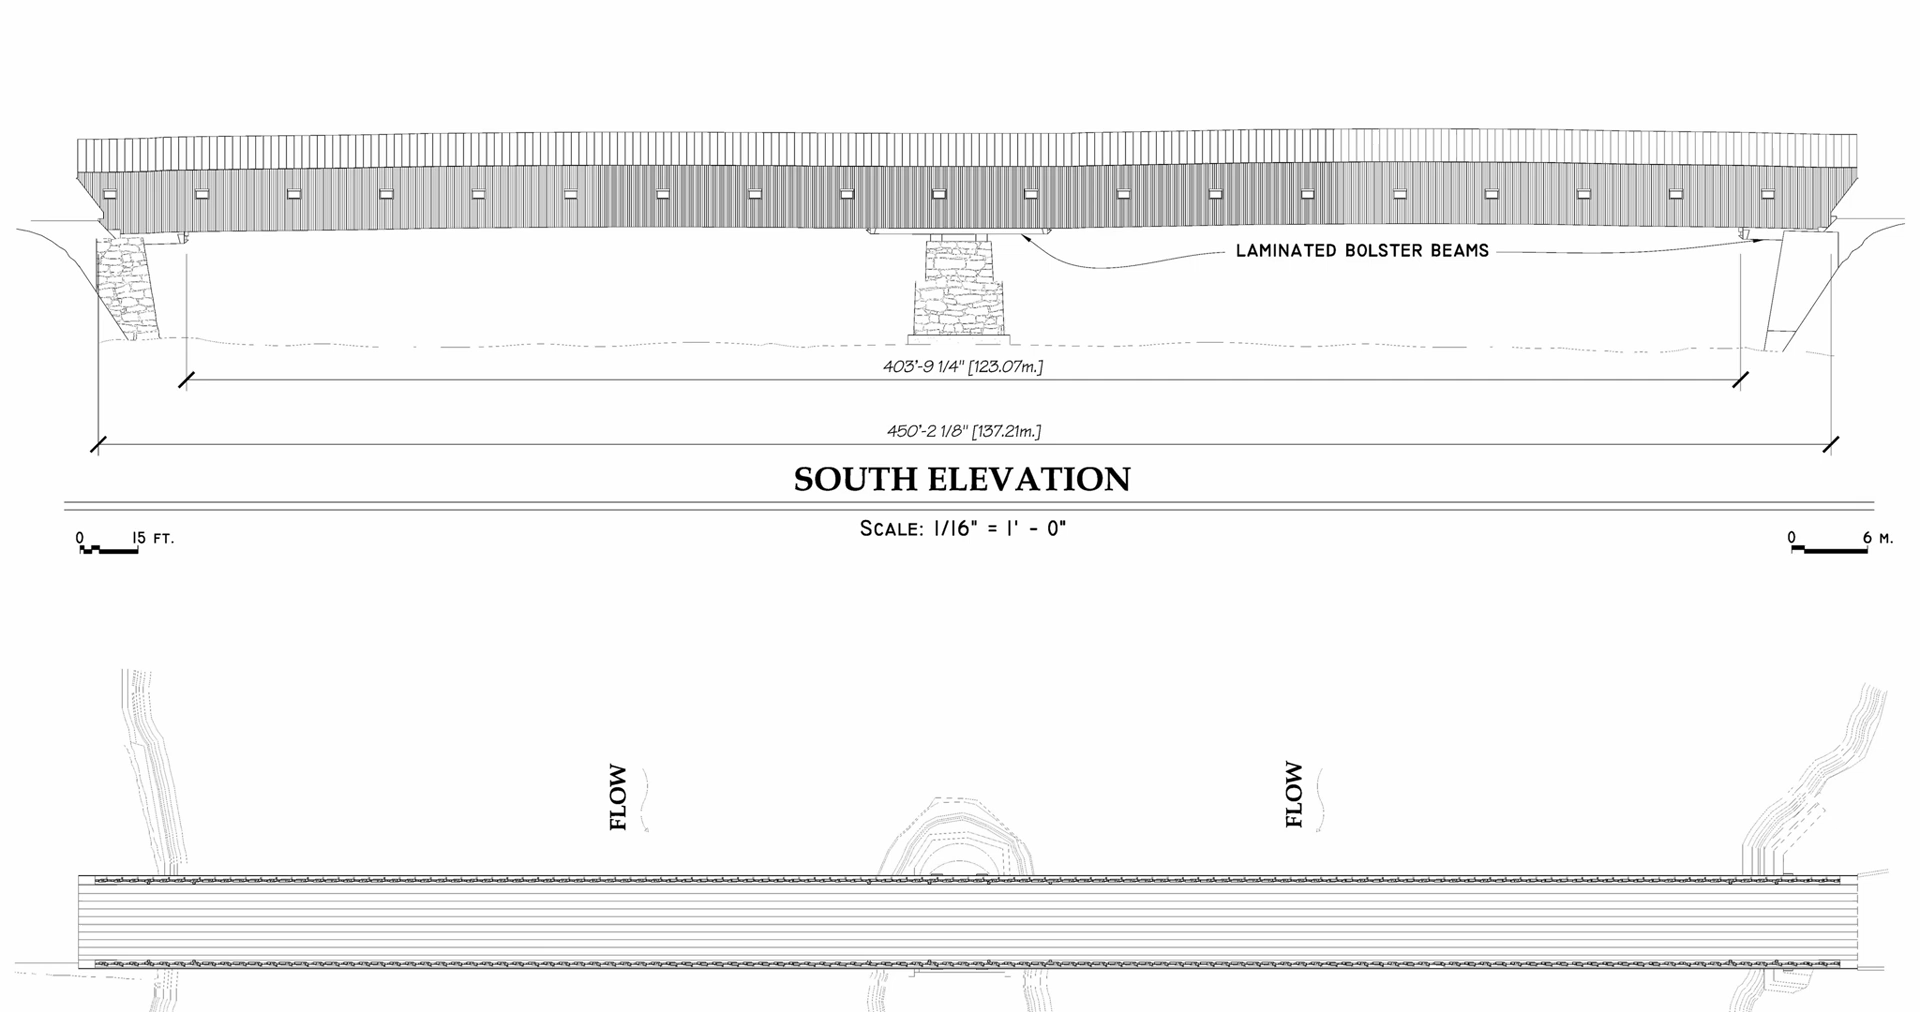 LAMINATED BOLSTER BEAMS
403'-9 1/4" [123.07m.]
450'-2 1/8" [137.21m.]
SOUTH ELEVATION
SCALE: 1/16" = 1' - 0"
0 15 FT.
0 6 M.
FLOW
FLOW